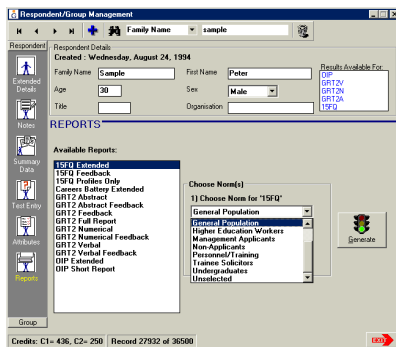 Respondent/Group Management
Family Name
sample
Respondent
Extended Details
Notes
Summary Data
Test Entry
Attributes
Reports
Group
Respondent Details
Created : Wednesday, August 24, 1994
Family Name Sample First Name Peter
Age 30 Sex Male
Title Organisation
Results Available For:
OIP
GRT2V
GRT2N
GRT2A
15FQ
REPORTS
Available Reports:
15FQ Extended
15FQ Feedback
15FQ Profiles Only
Careers Battery Extended
GRT2 Abstract
GRT2 Abstract Feedback
GRT2 Feedback
GRT2 Full Report
GRT2 Numerical
GRT2 Numerical Feedback
GRT2 Verbal
GRT2 Verbal Feedback
OIP Extended
OIP Short Report
Choose Norm(s)
1) Choose Norm for '15FQ'
General Population
General Population
Higher Education Workers
Management Applicants
Non-Applicants
Personnel/Training
Trainee Solicitors
Undergraduates
Unselected
Generate
Credits: C1= 436, C2= 250 Record 27932 of 36500
EXIT